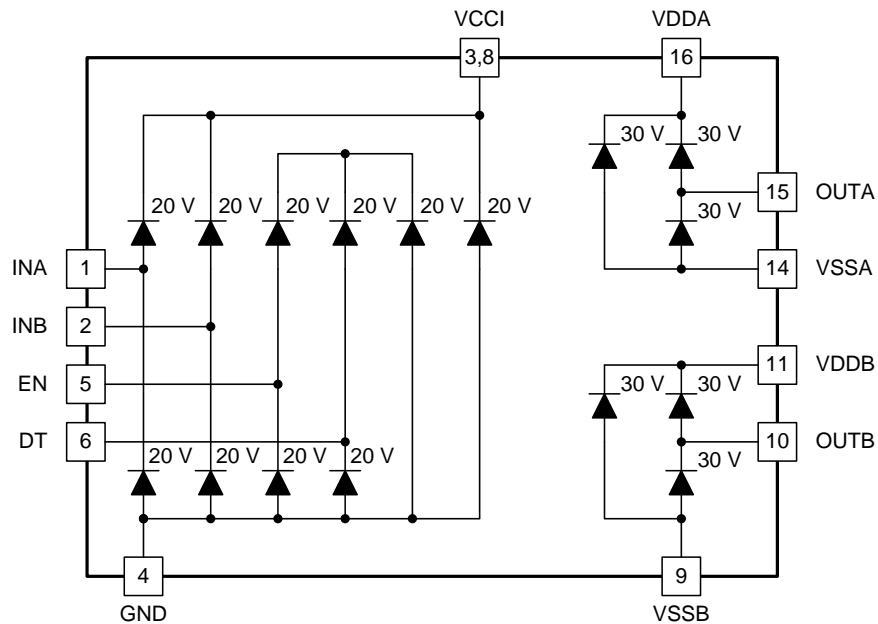 VCCI VDDA
3,8 16
30 V 30 V
20 V 20 V 20 V 20 V 20 V 20 V
15 OUTA
30 V
INA 1
14 VSSA
INB 2
11 VDDB
EN 5
30 V 30 V
DT 6
10 OUTB
20 V 20 V 20 V 20 V
30 V
4 9
GND VSSB